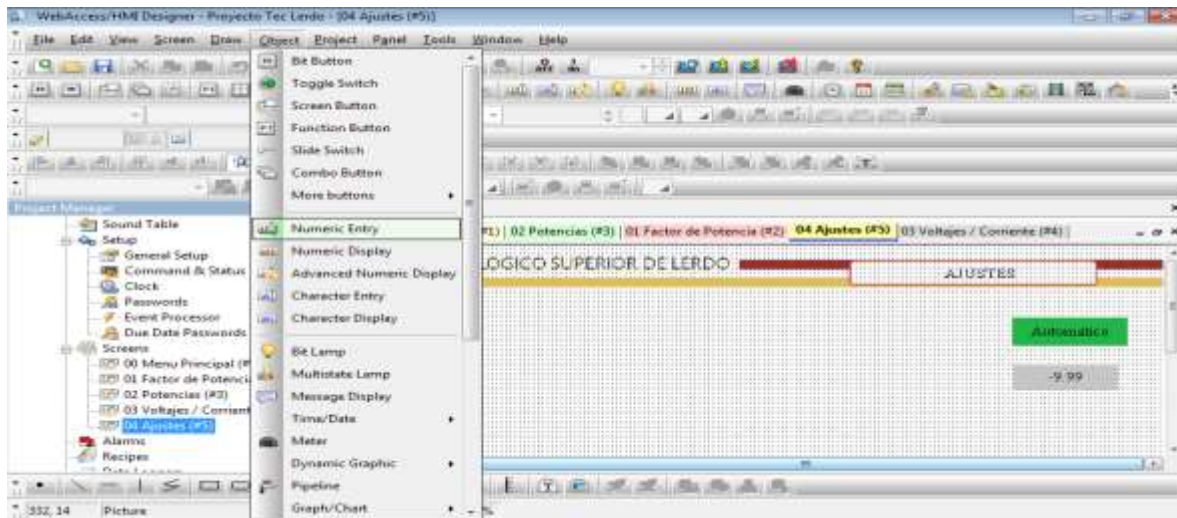 WebAccess/HMI Designer - Proyecto Tec Lerdo - [04 Ajustes (#5)]
File Edit View Screen Draw Object Project Panel Tools Window Help
Bit Button
Toggle Switch
Screen Button
Function Button
Slide Switch
Combo Button
More buttons
Project Manager
Sound Table
Setup
General Setup
Command & Status
Clock
Passwords
Event Processor
Due Date Passwords
Screens
00 Menu Principal (#
01 Factor de Potenci
02 Potencias (#3)
03 Voltajes / Corrient
04 Ajustes (#5)
Alarms
Recipes
Numeric Entry
Numeric Display
Advanced Numeric Display
Character Entry
Character Display
Bit Lamp
Multistate Lamp
Message Display
Time/Date
Meter
Dynamic Graphic
Pipeline
Graph/Chart
#1) 02 Potencias (#3) 01 Factor de Potencia (#2) 04 Ajustes (#5) 03 Voltajes / Corriente (#4)
LOGICO SUPERIOR DE LERDO
AJUSTES
Automatico
-9.99
332, 14 Picture
%